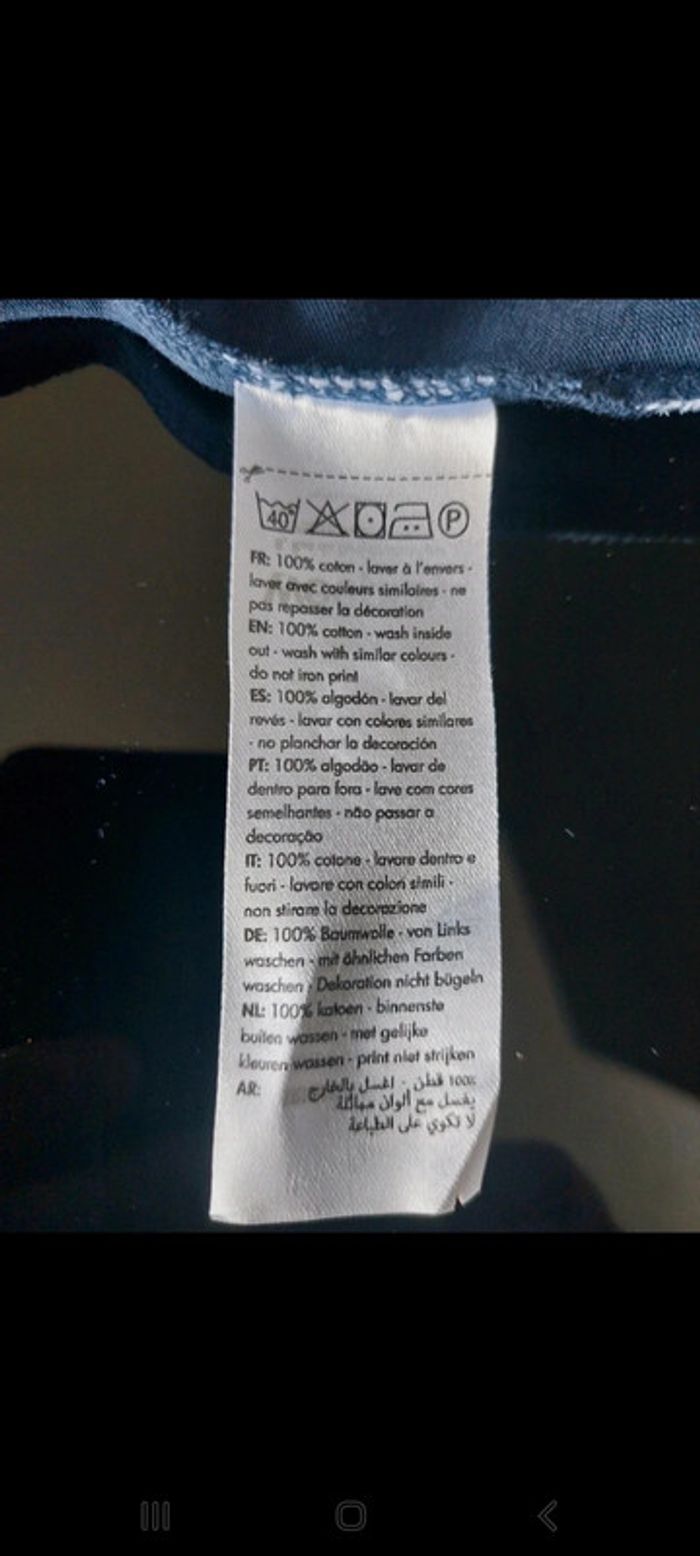 40°
P
FR: 100% coton - laver à l'envers -
laver avec couleurs similaires - ne
pas repasser la décoration
EN: 100% cotton - wash inside
out - wash with similar colours -
do not iron print
ES: 100% algodón - lavar del
revés - lavar con colores similares
- no planchar la decoración
PT: 100% algodão - lavar de
dentro para fora - lave com cores
semelhantes - não passar a
decoração
IT: 100% cotone - lavare dentro e
fuori - lavare con colori simili -
non stirare la decorazione
DE: 100% Baumwolle - von Links
waschen - mit ähnlichen Farben
waschen - Dekoration nicht bügeln
NL: 100% katoen - binnenste
buiten wassen - met gelijke
kleuren wassen - print niet strijken
AR: 100% قطن - اغسل بالخارج
يغسل مع ألوان مماثلة
لا تكوي على الطباعة